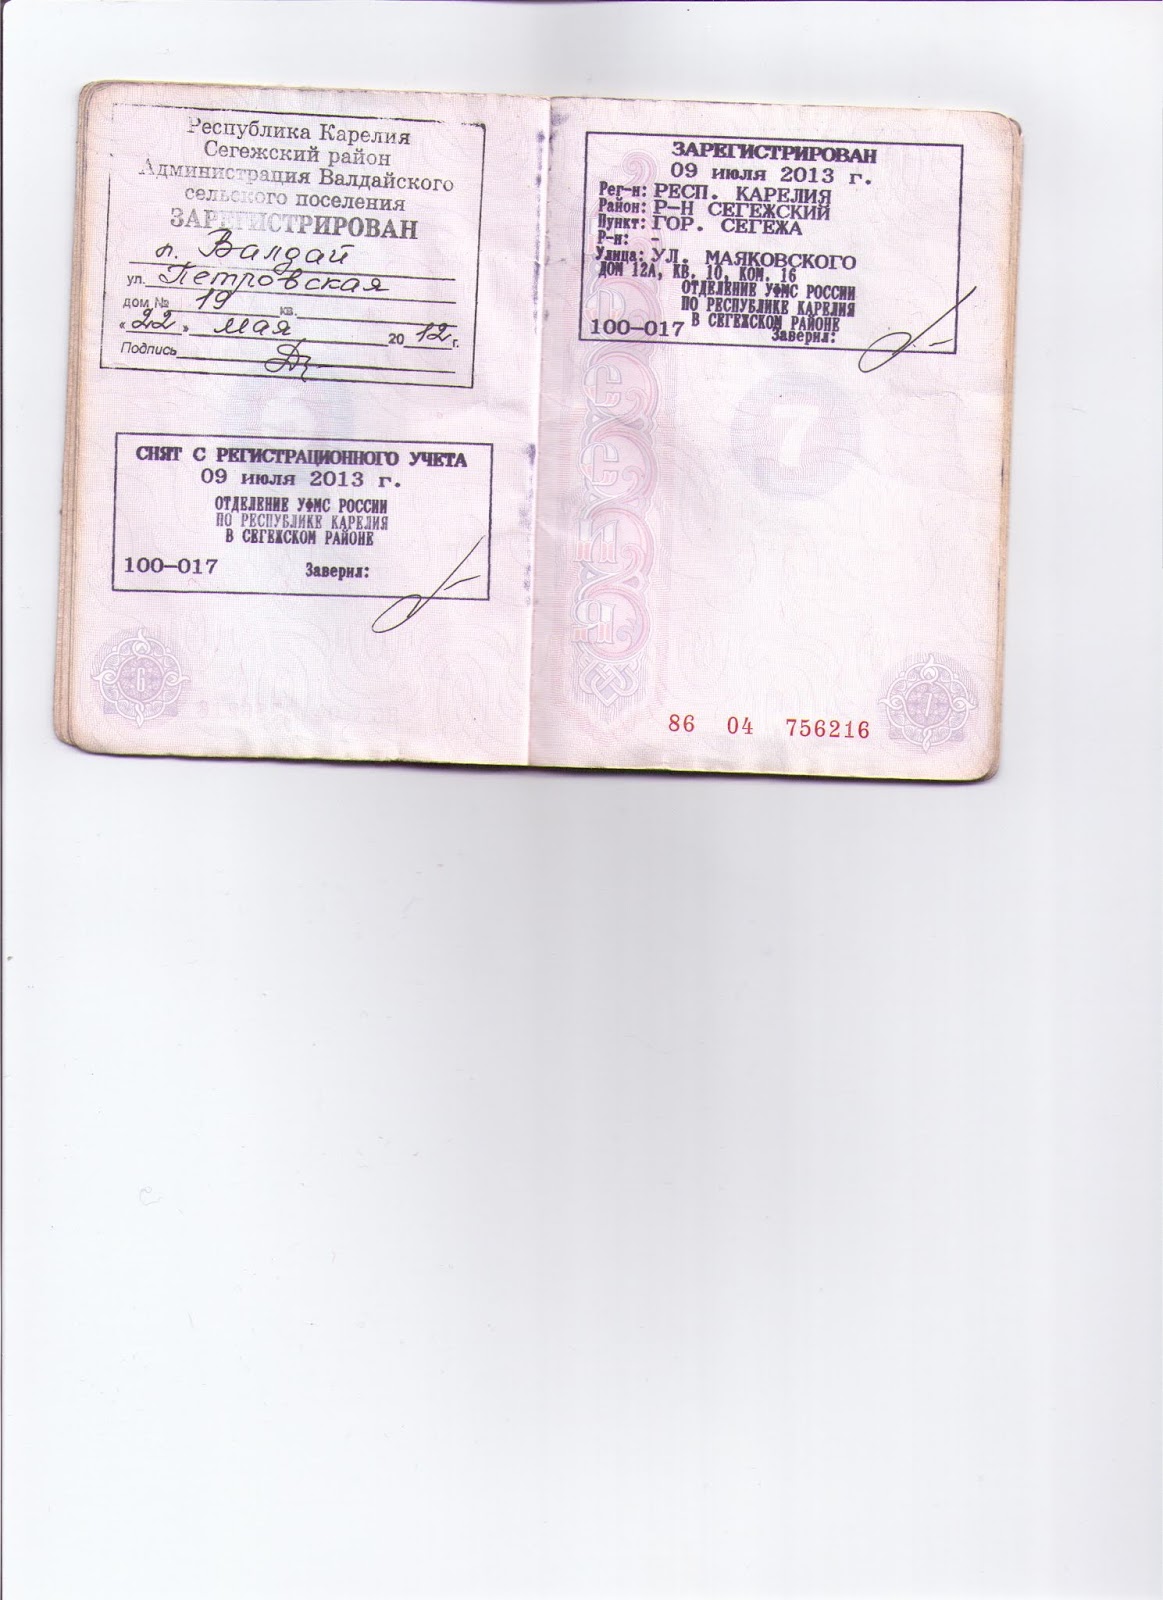 Республика Карелия
Сегежский район
Администрация Валдайского
сельского поселения
ЗАРЕГИСТРИРОВАН
п. Валдай
ул. Петровская
дом № 19 кв.
"22" мая 2012 г.
Подпись
СНЯТ С РЕГИСТРАЦИОННОГО УЧЕТА
09 июля 2013 г.
ОТДЕЛЕНИЕ УФМС РОССИИ
ПО РЕСПУБЛИКЕ КАРЕЛИЯ
В СЕГЕЖСКОМ РАЙОНЕ
100-017 Заверил:
6
ЗАРЕГИСТРИРОВАН
09 июля 2013 г.
Рег-н: РЕСП. КАРЕЛИЯ
Район: Р-Н СЕГЕЖСКИЙ
Пункт: ГОР. СЕГЕЖА
Р-н: -
Улица: УЛ. МАЯКОВСКОГО
ДОМ 12А, КВ. 10, КОМ. 16
ОТДЕЛЕНИЕ УФМС РОССИИ
ПО РЕСПУБЛИКЕ КАРЕЛИЯ
В СЕГЕЖСКОМ РАЙОНЕ
100-017 Заверил:
7
86 04 756216
7